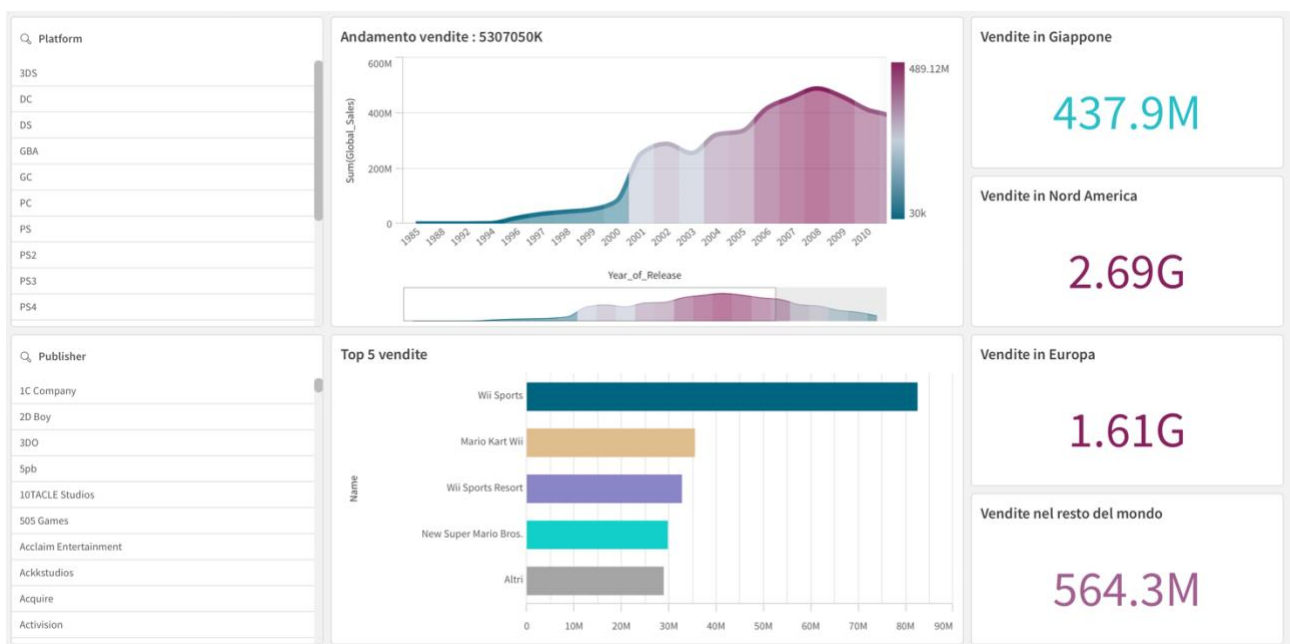 Platform
3DS
DC
DS
GBA
GC
PC
PS
PS2
PS3
PS4
Publisher
1C Company
2D Boy
3DO
5pb
10TACLE Studios
505 Games
Acclaim Entertainment
Ackkstudios
Acquire
Activision
Andamento vendite : 5307050K
600M
400M
200M
0
Sum(Global_Sales)
489.12M
30k
1985 1988 1992 1994 1996 1997 1998 1999 2000 2001 2002 2003 2004 2005 2006 2007 2008 2009 2010
Year_of_Release
Top 5 vendite
Name
Wii Sports
Mario Kart Wii
Wii Sports Resort
New Super Mario Bros.
Altri
0 10M 20M 30M 40M 50M 60M 70M 80M 90M
Vendite in Giappone
437.9M
Vendite in Nord America
2.69G
Vendite in Europa
1.61G
Vendite nel resto del mondo
564.3M